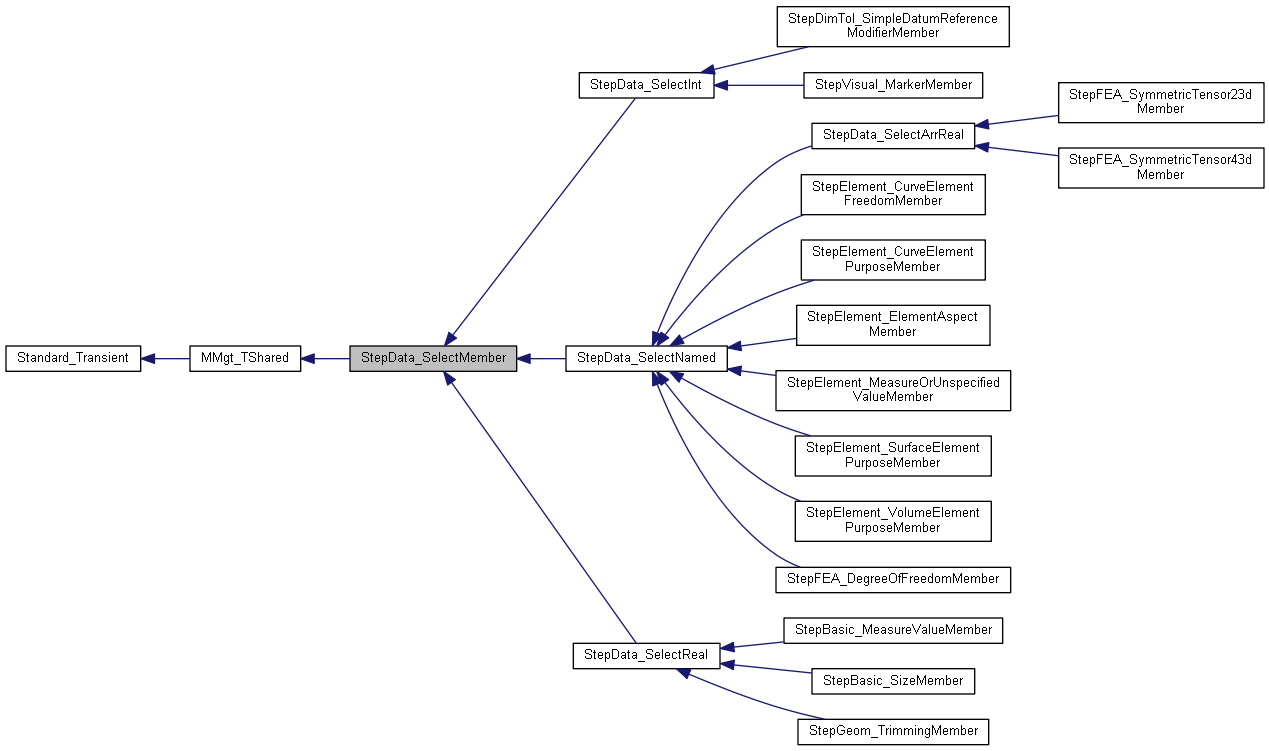 StepDimTol_SimpleDatumReference
ModifierMember
StepData_SelectInt
StepVisual_MarkerMember
StepFEA_SymmetricTensor23d
Member
StepData_SelectArrReal
StepFEA_SymmetricTensor43d
Member
StepElement_CurveElement
FreedomMember
StepElement_CurveElement
PurposeMember
StepElement_ElementAspect
Member
Standard_Transient
MMgt_TShared
StepData_SelectMember
StepData_SelectNamed
StepElement_MeasureOrUnspecified
ValueMember
StepElement_SurfaceElement
PurposeMember
StepElement_VolumeElement
PurposeMember
StepFEA_DegreeOfFreedomMember
StepBasic_MeasureValueMember
StepData_SelectReal
StepBasic_SizeMember
StepGeom_TrimmingMember